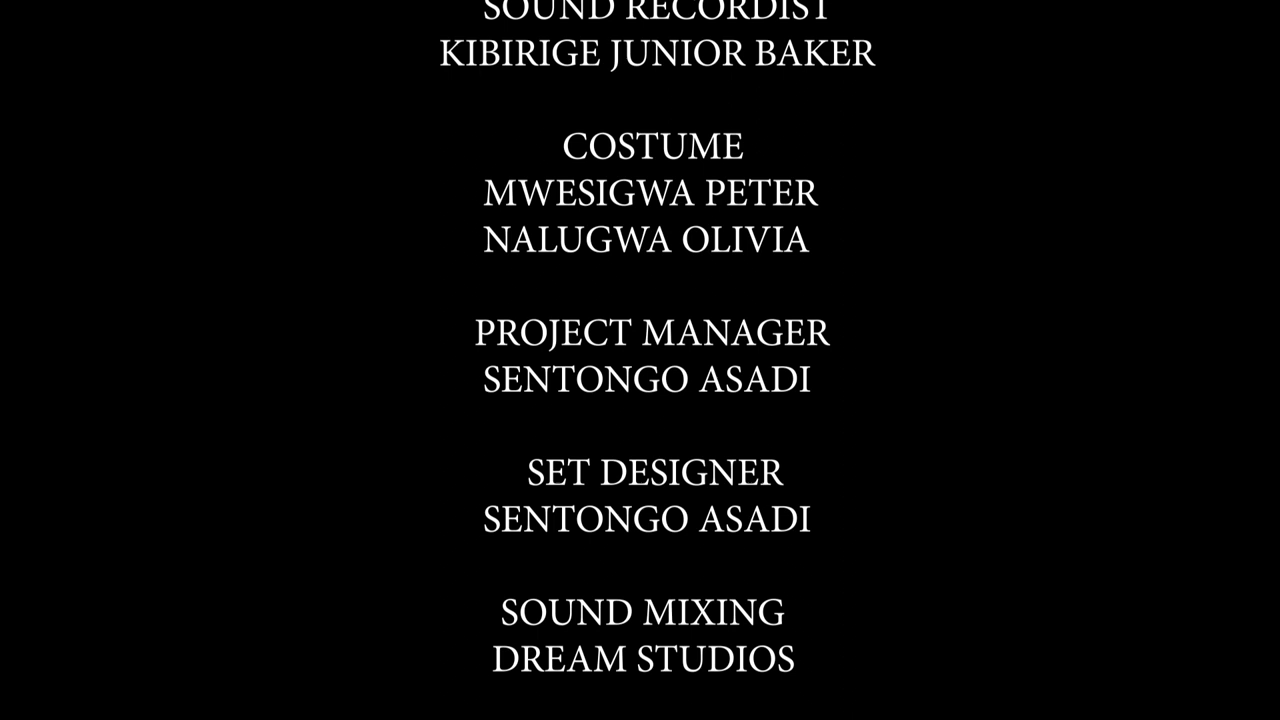 SOUND RECORDIST
KIBIRIGE JUNIOR BAKER
COSTUME
MWESIGWA PETER
NALUGWA OLIVIA
PROJECT MANAGER
SENTONGO ASADI
SET DESIGNER
SENTONGO ASADI
SOUND MIXING
DREAM STUDIOS